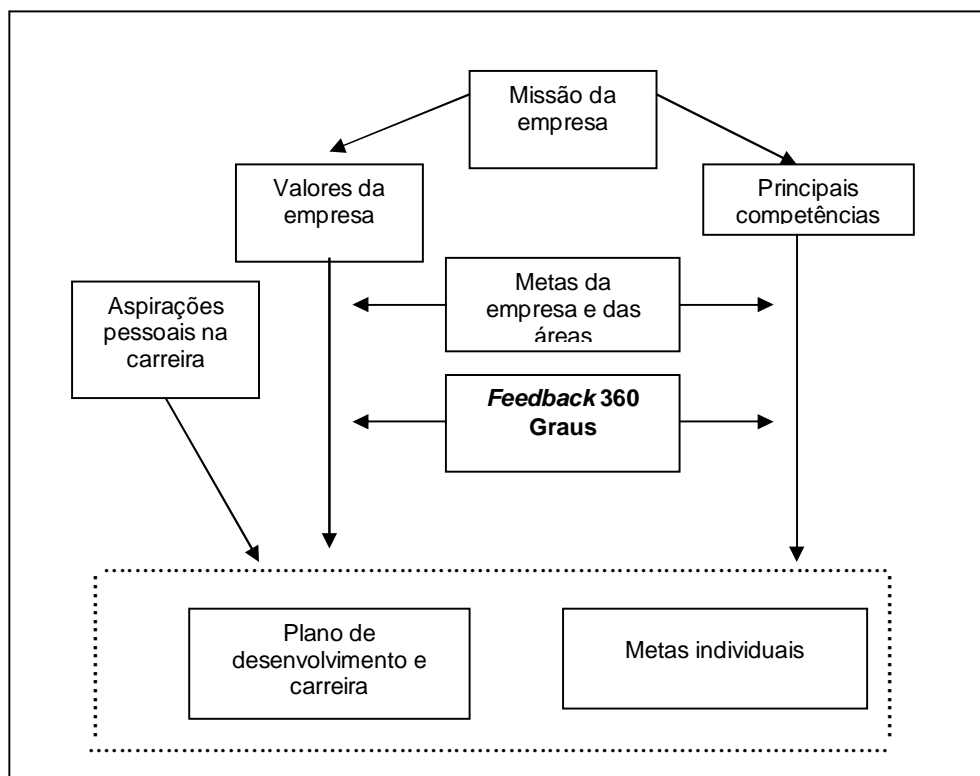 Missão da
empresa
Valores da
empresa
Principais
competências
Metas da
empresa e das
áreas
Aspirações
pessoais na
carreira
Feedback 360
Graus
Plano de
desenvolvimento e
carreira
Metas individuais